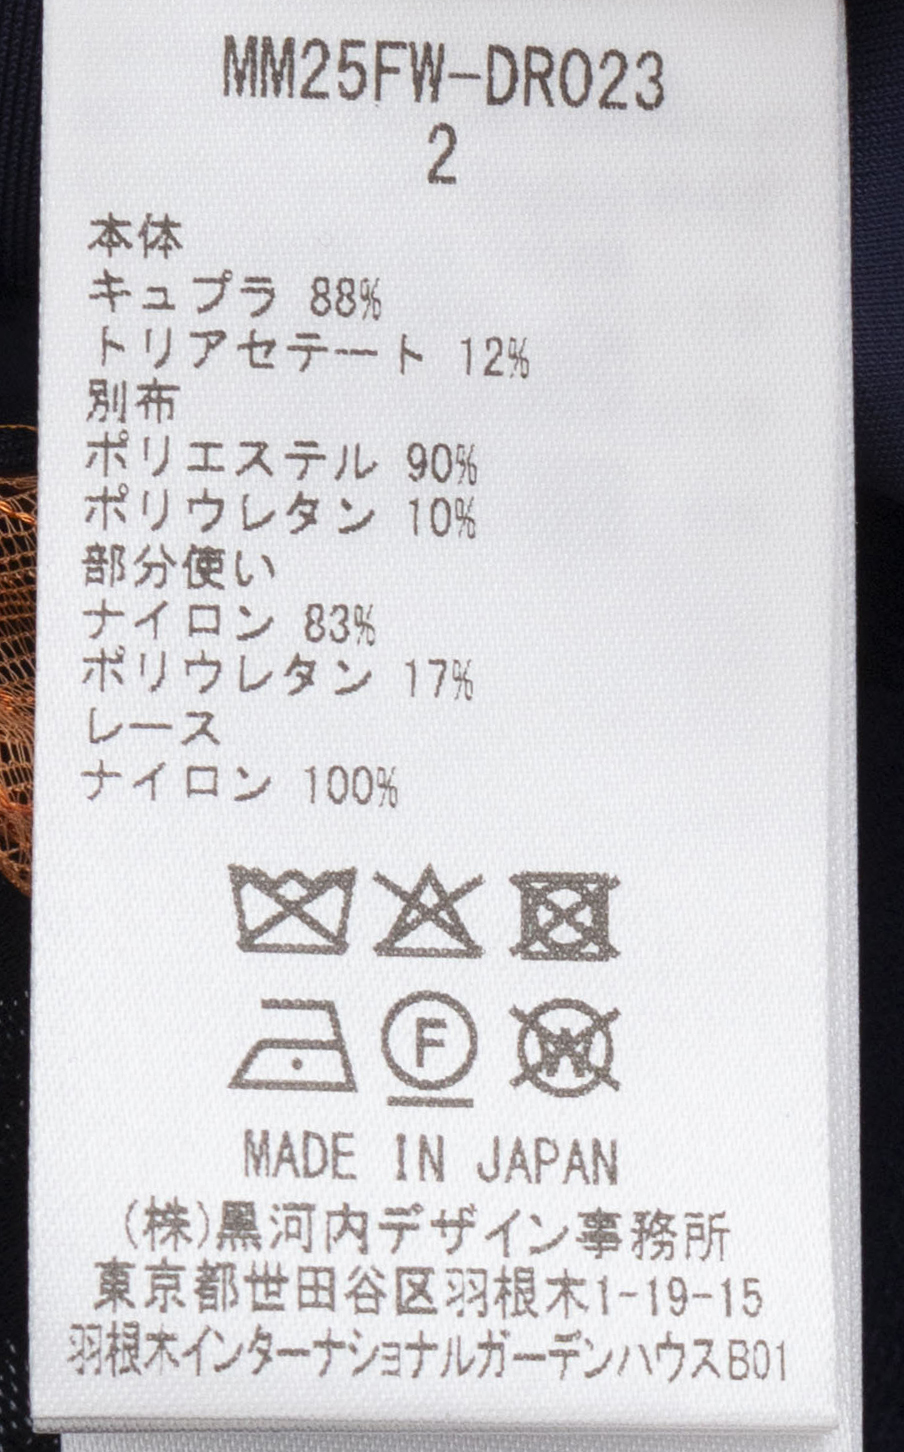 MM25FW-DR023
2
本体
キュプラ 88%
トリアセテート 12%
別布
ポリエステル 90%
ポリウレタン 10%
部分使い
ナイロン 83%
ポリウレタン 17%
レース
ナイロン 100%
F W
MADE IN JAPAN
(株)黒河内デザイン事務所
東京都世田谷区羽根木1-19-15
羽根木インターナショナルガーデンハウスB01